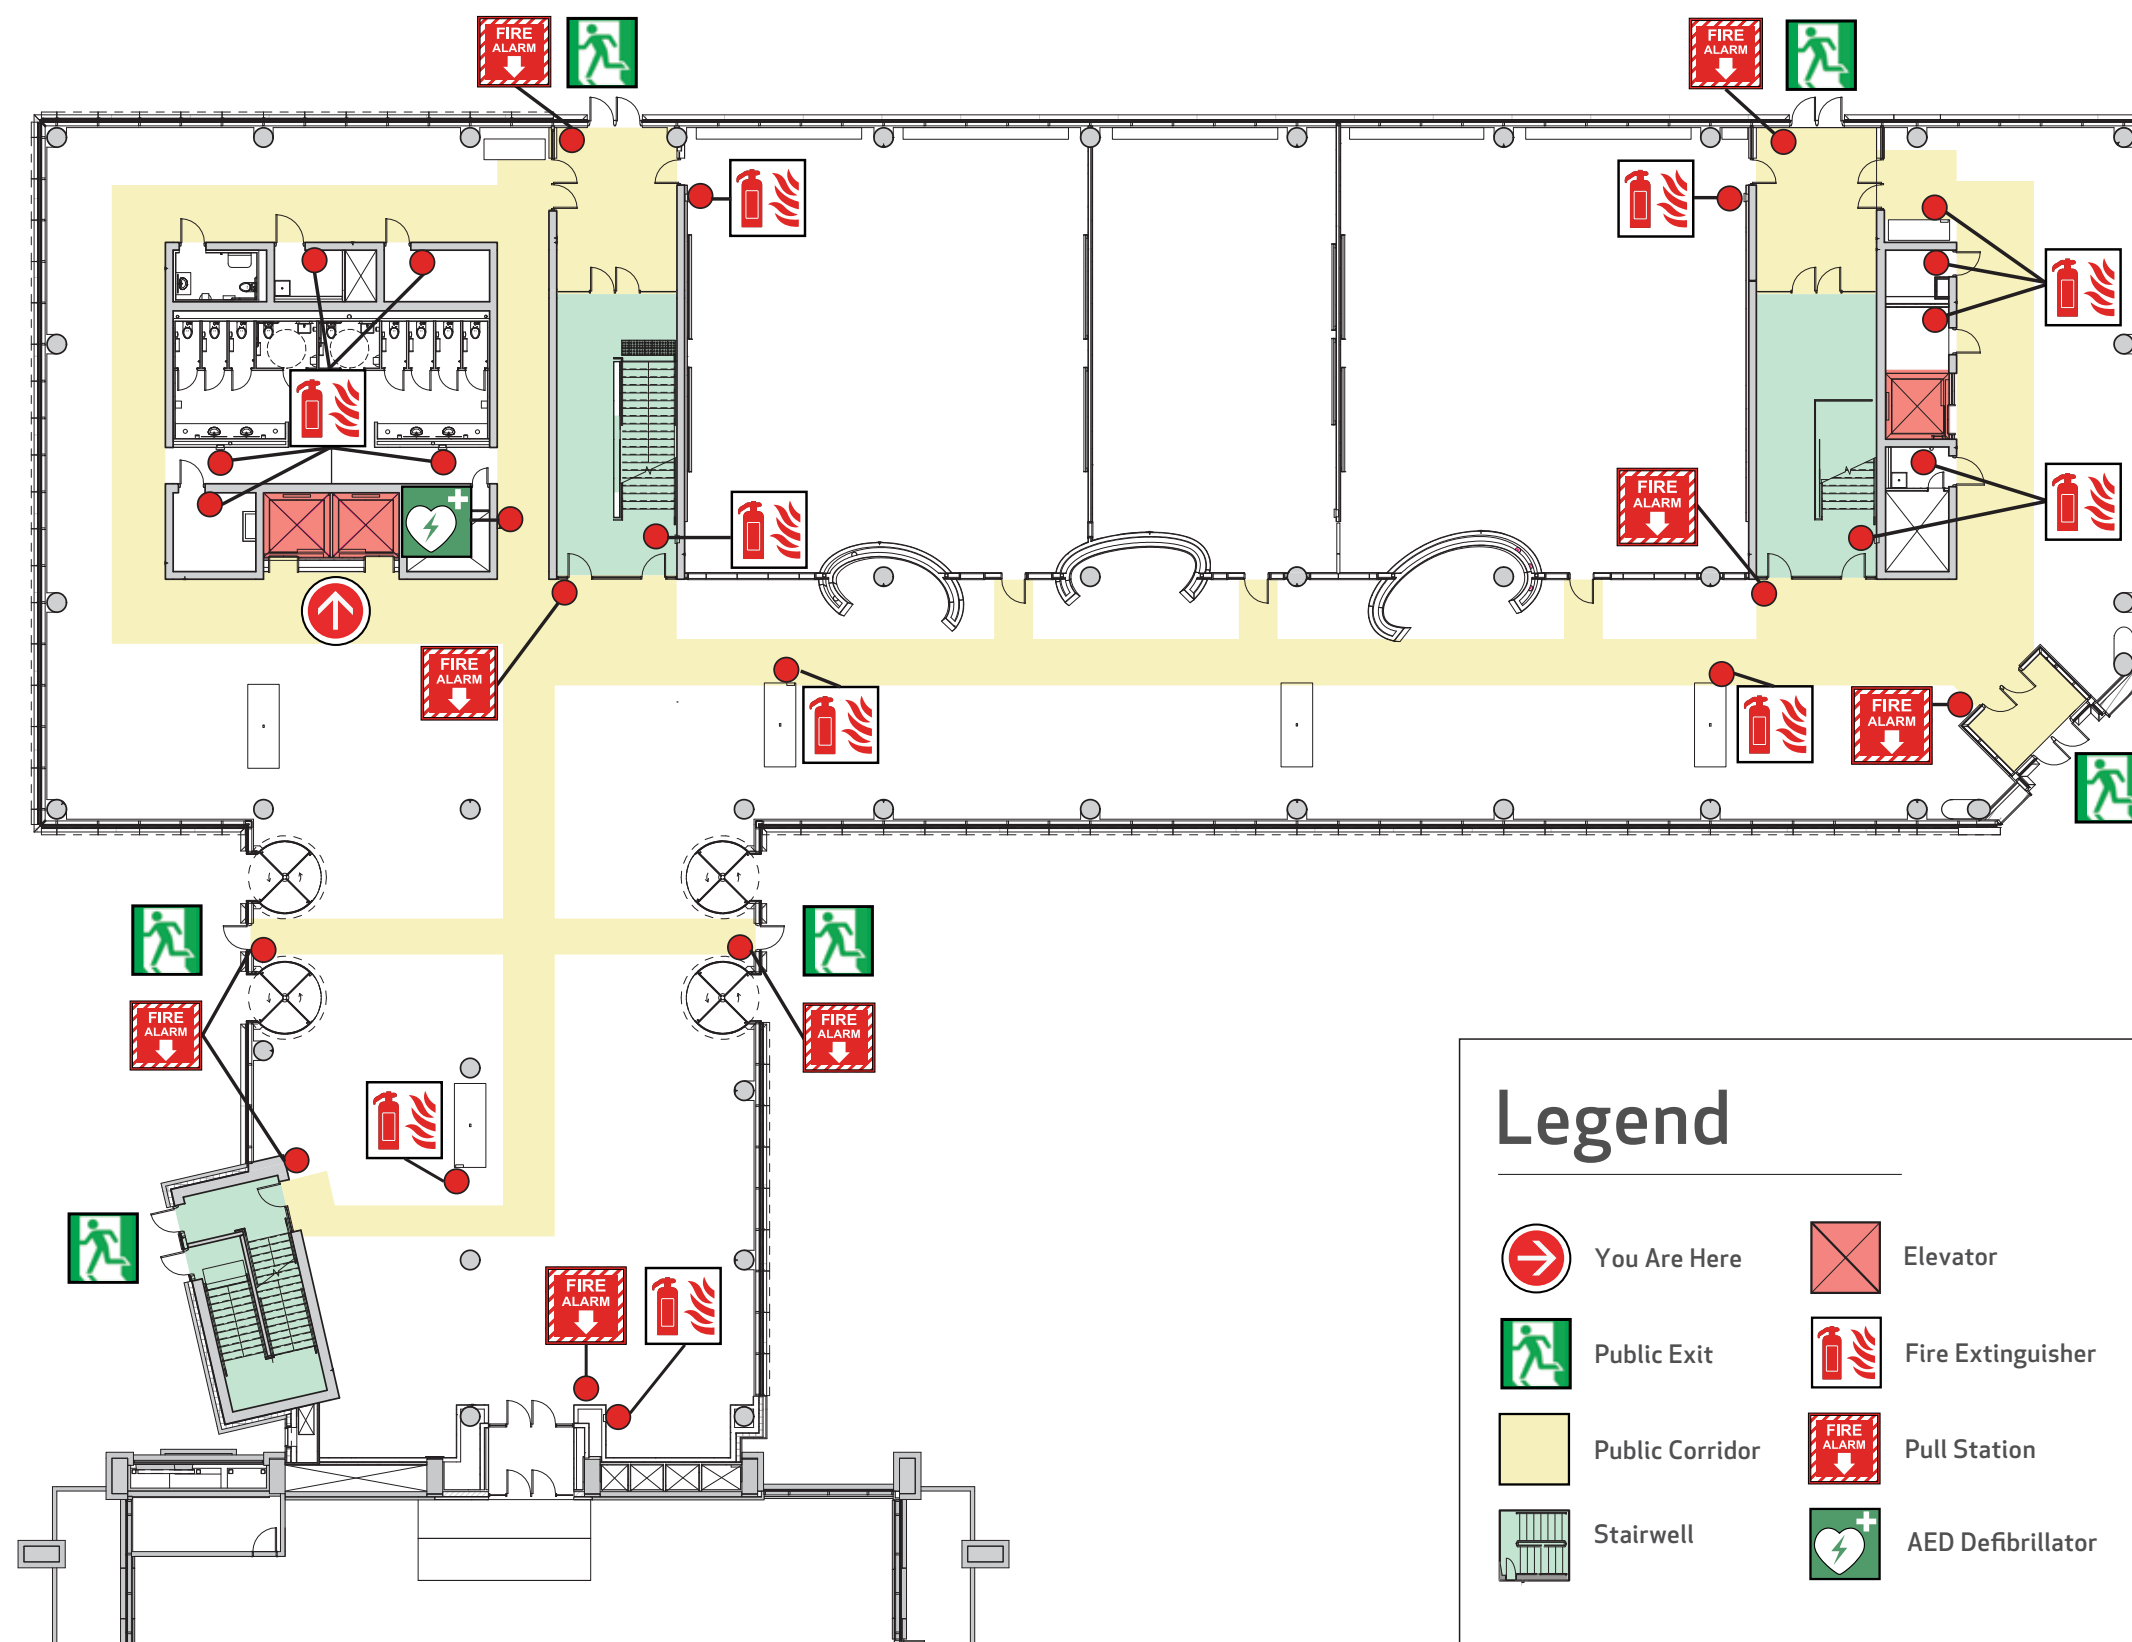 FIRE
ALARM
FIRE
ALARM
FIRE
ALARM
FIRE
ALARM
FIRE
ALARM
FIRE
ALARM
FIRE
ALARM
FIRE
ALARM
Legend
You Are Here
Elevator
Public Exit
Fire Extinguisher
Public Corridor
FIRE
ALARM
Pull Station
Stairwell
AED Defibrillator